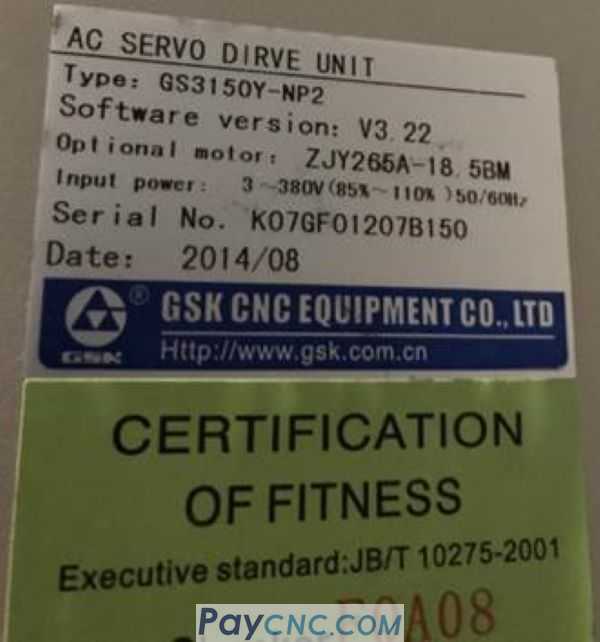 AC SERVO DIRVE UNIT
Type: GS3150Y-NP2
Software version: V3.22
Optional motor: ZJY265A-18.5BM
Input power: 3~380V(85%~110% )50/60Hz
Serial No. K07GF01207B150
Date: 2014/08
® GSK CNC EQUIPMENT CO., LTD
GSK Http://www.gsk.com.cn
CERTIFICATION
OF FITNESS
Executive standard:JB/T 10275-2001
PayCNC.com